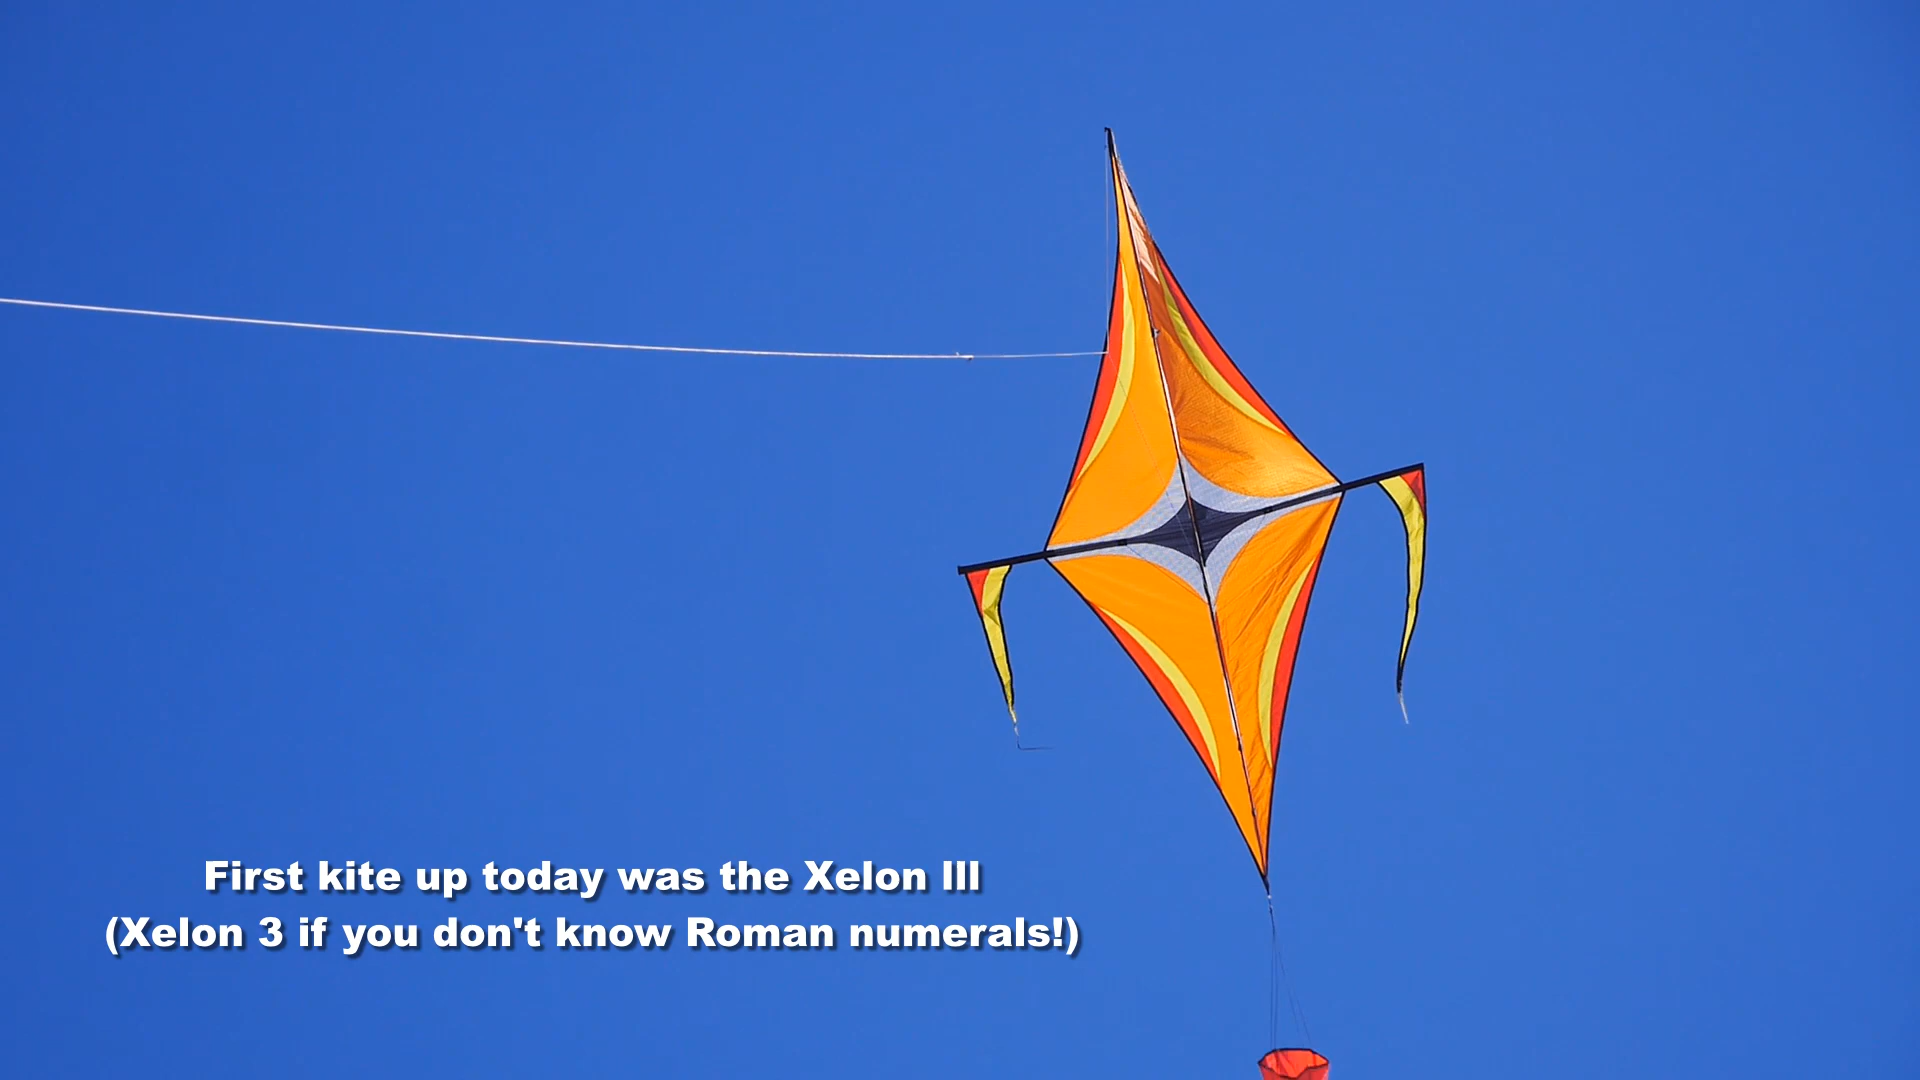 First kite up today was the Xelon III
(Xelon 3 if you don't know Roman numerals!)